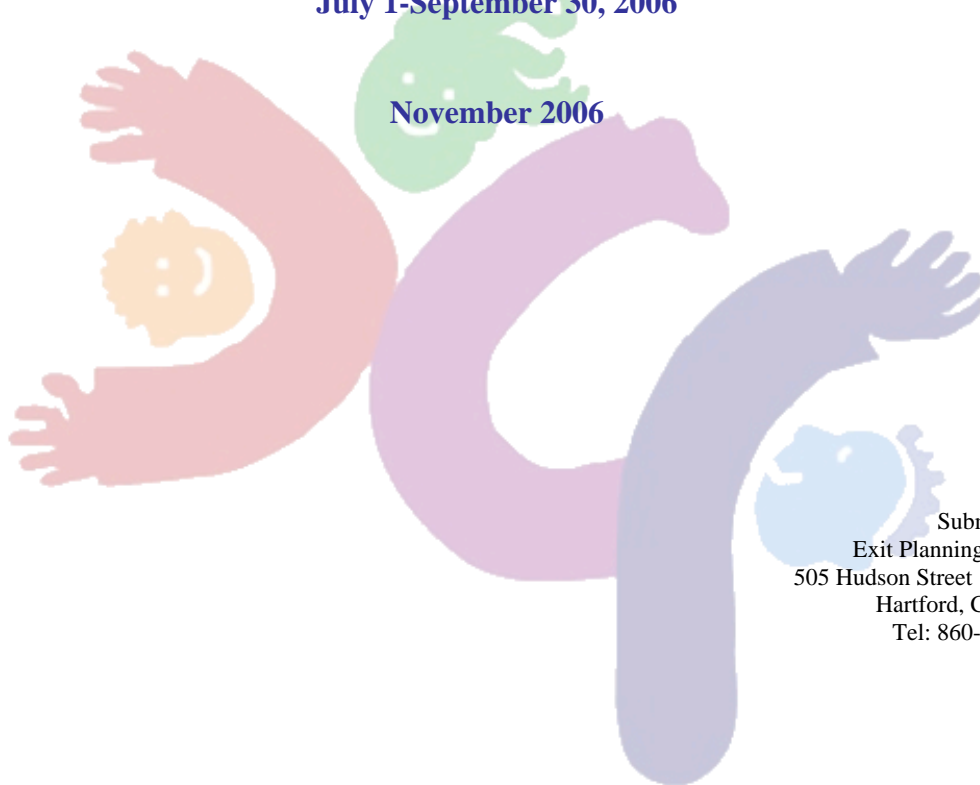 July 1-September 30, 2006
November 2006
Exit Planning
505 Hudson Street
Hartford,
Tel: 860-